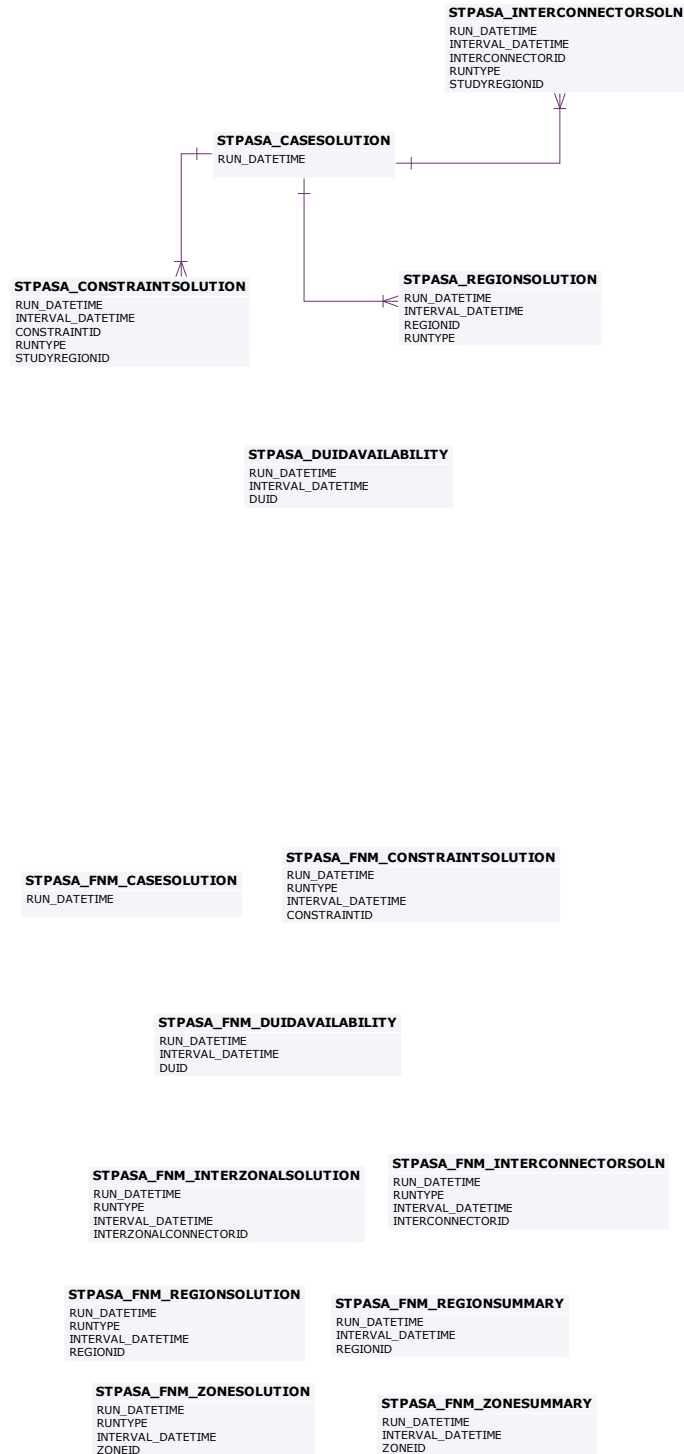 STPASA_INTERCONNECTORSOLN
RUN_DATETIME
INTERVAL_DATETIME
INTERCONNECTORID
RUNTYPE
STUDYREGIONID
STPASA_CASESOLUTION
RUN_DATETIME
STPASA_CONSTRAINTSOLUTION
RUN_DATETIME
INTERVAL_DATETIME
CONSTRAINTID
RUNTYPE
STUDYREGIONID
STPASA_REGIONSOLUTION
RUN_DATETIME
INTERVAL_DATETIME
REGIONID
RUNTYPE
STPASA_DUIDAVAILABILITY
RUN_DATETIME
INTERVAL_DATETIME
DUID
STPASA_FNM_CASESOLUTION
RUN_DATETIME
STPASA_FNM_CONSTRAINTSOLUTION
RUN_DATETIME
RUNTYPE
INTERVAL_DATETIME
CONSTRAINTID
STPASA_FNM_DUIDAVAILABILITY
RUN_DATETIME
INTERVAL_DATETIME
DUID
STPASA_FNM_INTERZONALSOLUTION
RUN_DATETIME
RUNTYPE
INTERVAL_DATETIME
INTERZONALCONNECTORID
STPASA_FNM_INTERCONNECTORSOLN
RUN_DATETIME
RUNTYPE
INTERVAL_DATETIME
INTERCONNECTORID
STPASA_FNM_REGIONSOLUTION
RUN_DATETIME
RUNTYPE
INTERVAL_DATETIME
REGIONID
STPASA_FNM_REGIONSUMMARY
RUN_DATETIME
INTERVAL_DATETIME
REGIONID
STPASA_FNM_ZONESOLUTION
RUN_DATETIME
RUNTYPE
INTERVAL_DATETIME
ZONEID
STPASA_FNM_ZONESUMMARY
RUN_DATETIME
INTERVAL_DATETIME
ZONEID